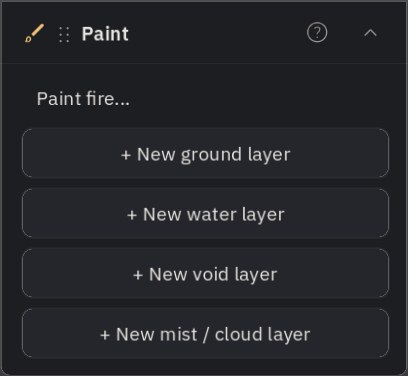 Paint
Paint fire...
+ New ground layer
+ New water layer
+ New void layer
+ New mist / cloud layer